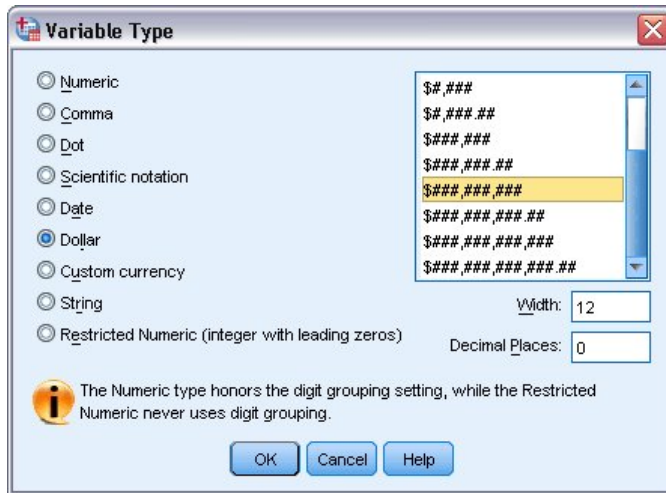 Variable Type
Numeric
Comma
Dot
Scientific notation
Date
Dollar
Custom currency
String
Restricted Numeric (integer with leading zeros)
$#,###
$#,###.##
$###,###
$###,###.##
$###,###,###
$###,###,###.##
$###,###,###,###
$###,###,###,###.##
Width: 12
Decimal Places: 0
The Numeric type honors the digit grouping setting, while the Restricted
Numeric never uses digit grouping.
OK Cancel Help